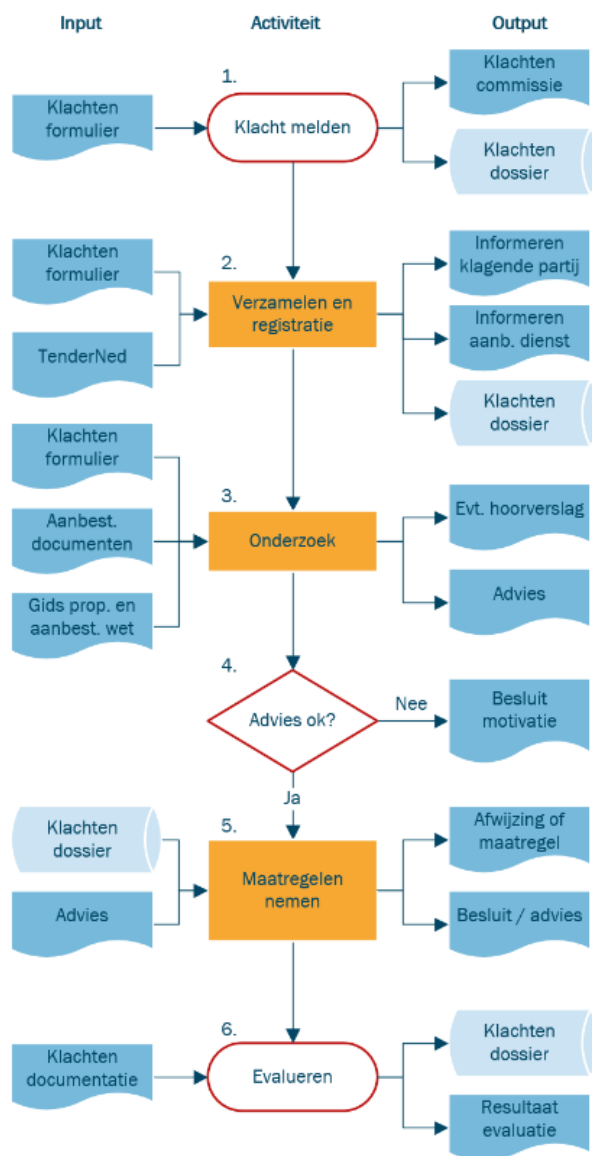 Input
Activiteit
Output
1.
Klachten
formulier
Klacht melden
Klachten
commissie
Klachten
dossier
2.
Klachten
formulier
TenderNed
Verzamelen en
registratie
Informeren
klagende partij
Informeren
aanb. dienst
Klachten
dossier
3.
Klachten
formulier
Aanbest.
documenten
Gids prop. en
aanbest. wet
Onderzoek
Evt. hoorverslag
Advies
4.
Advies ok?
Nee
Besluit
motivatie
Ja
5.
Klachten
dossier
Advies
Maatregelen
nemen
Afwijzing of
maatregel
Besluit / advies
6.
Klachten
documentatie
Evalueren
Klachten
dossier
Resultaat
evaluatie